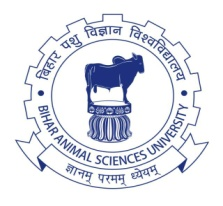 बिहार पशु विज्ञान विश्वविद्यालय
BIHAR ANIMAL SCIENCES UNIVERSITY
ज्ञानम् परमम् ध्येयम्